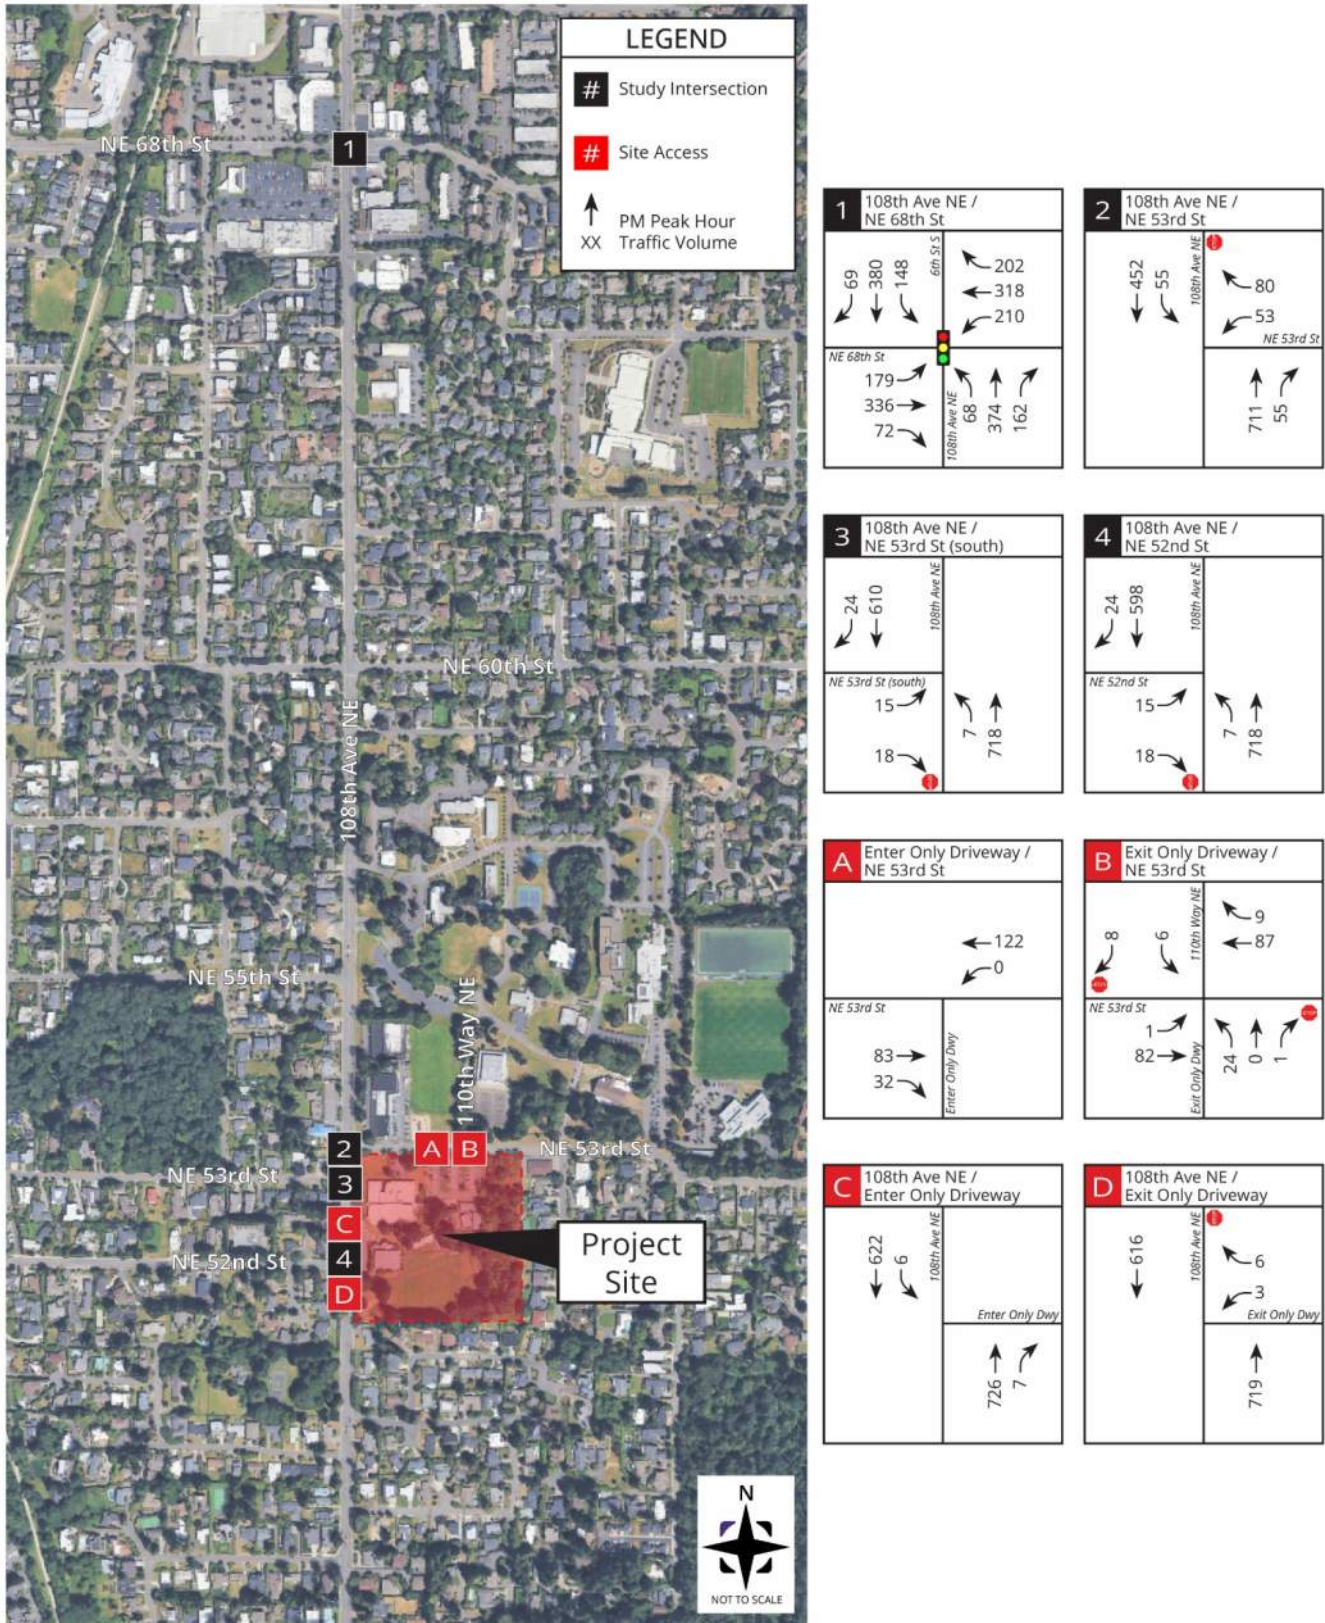 LEGEND
# Study Intersection
# Site Access
XX PM Peak Hour
Traffic Volume
NE 68th St
1
NE 60th St
108th Ave NE
NE 55th St
110th Way NE
2
A
B
NE 53rd St
NE 53rd St
3
C
4
NE 52nd St
D
Project
Site
N
NOT TO SCALE
1 108th Ave NE /
NE 68th St
69
380
148
6th St S
202
318
210
NE 68th St
179
336
72
108th Ave NE
68
374
162
2 108th Ave NE /
NE 53rd St
452
55
108th Ave NE
80
53
NE 53rd St
711
55
3 108th Ave NE /
NE 53rd St (south)
24
610
108th Ave NE
NE 53rd St (south)
15
18
7
718
4 108th Ave NE /
NE 52nd St
24
598
108th Ave NE
NE 52nd St
15
18
7
718
A Enter Only Driveway /
NE 53rd St
122
0
NE 53rd St
83
32
Enter Only Dwy
B Exit Only Driveway /
NE 53rd St
8
6
110th Way NE
9
87
NE 53rd St
1
82
Exit Only Dwy
24
0
1
STOP
C 108th Ave NE /
Enter Only Driveway
622
6
108th Ave NE
Enter Only Dwy
726
7
D 108th Ave NE /
Exit Only Driveway
616
108th Ave NE
6
3
Exit Only Dwy
719